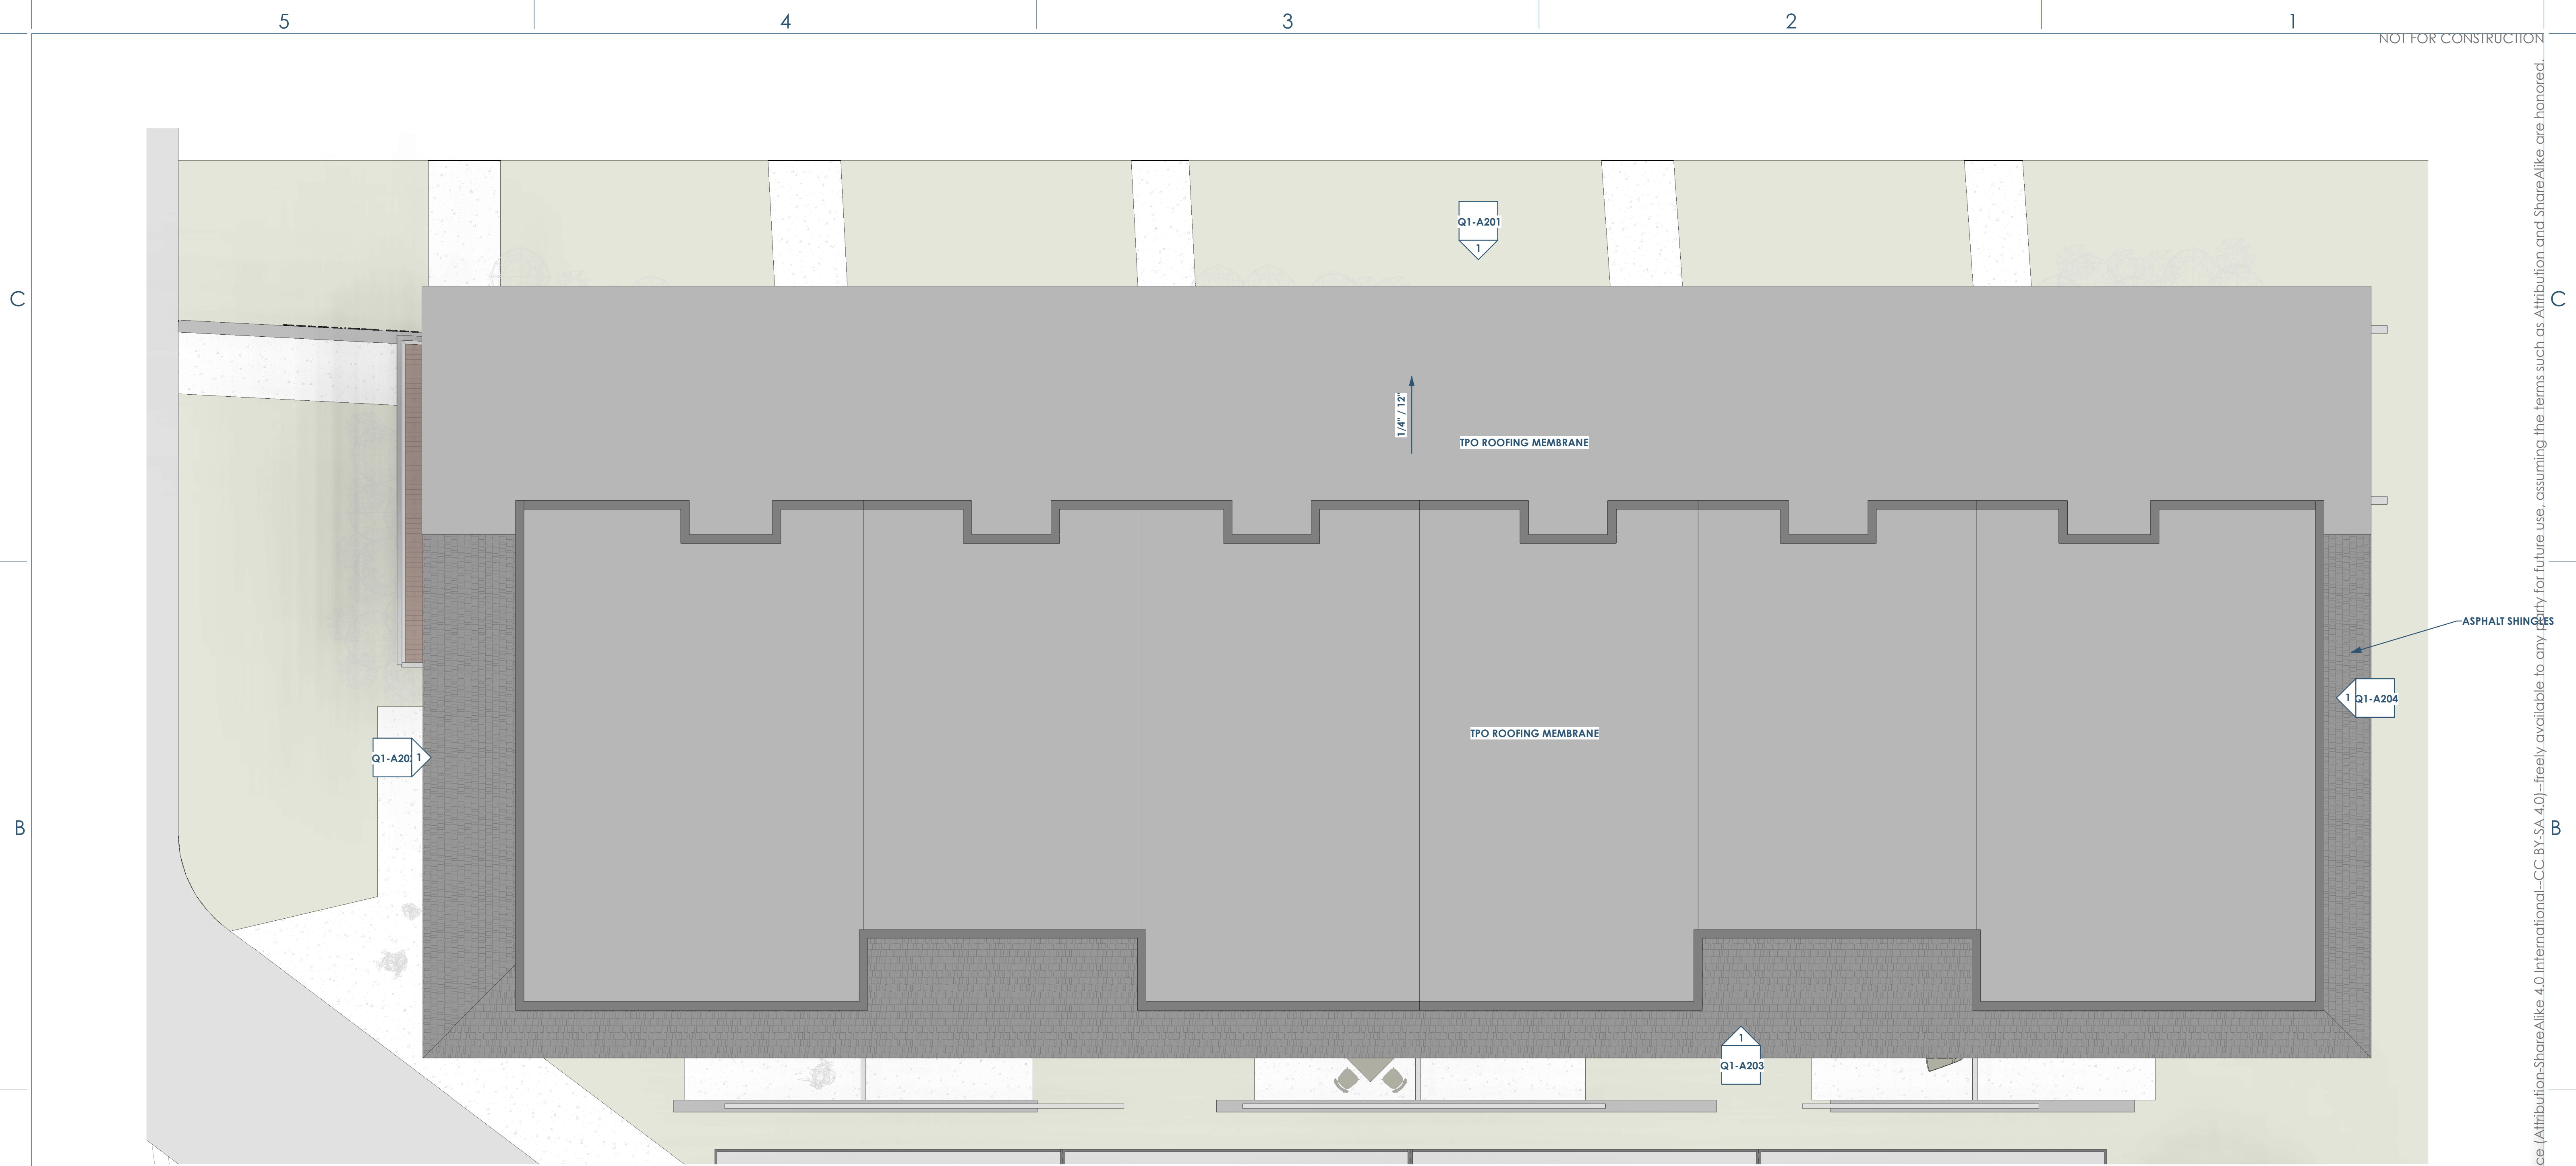 5 4 3 2 1
NOT FOR CONSTRUCTION
Q1-A201
1
C
C
1/4" / 12"
TPO ROOFING MEMBRANE
ASPHALT SHINGLES
1 Q1-A204
TPO ROOFING MEMBRANE
Q1-A20 1
B
B
1
Q1-A203
(Attribution-ShareAlike 4.0 International--CC BY-SA 4.0)--freely available to any party for future use, assuming the terms such as Attribution and ShareAlike are honored.